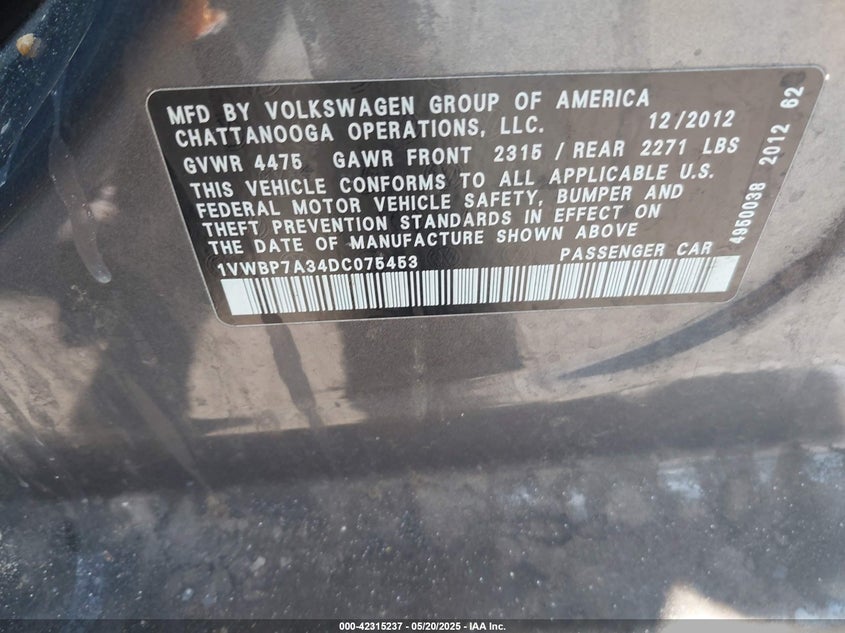 MFD BY VOLKSWAGEN GROUP OF AMERICA
CHATTANOOGA OPERATIONS, LLC. 12/2012
GVWR 4475 GAWR FRONT 2315 / REAR 2271 LBS
THIS VEHICLE CONFORMS TO ALL APPLICABLE U.S.
FEDERAL MOTOR VEHICLE SAFETY, BUMPER AND
THEFT PREVENTION STANDARDS IN EFFECT ON
THE DATE OF MANUFACTURE SHOWN ABOVE
1VWBP7A34DC075453 PASSENGER CAR
4950038 2012 62
000-42315237 - 05/20/2025 - IAA Inc.